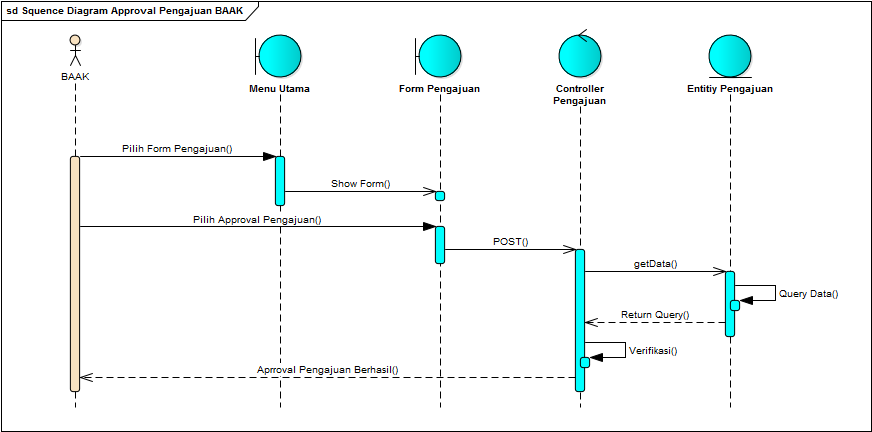 sd Squence Diagram Approval Pengajuan BAAK
BAAK
Menu Utama
Form Pengajuan
Controller
Pengajuan
Entitiy Pengajuan
Pilih Form Pengajuan()
Show Form()
Pilih Approval Pengajuan()
POST()
getData()
Query Data()
Return Query()
Verifikasi()
Aprroval Pengajuan Berhasil()